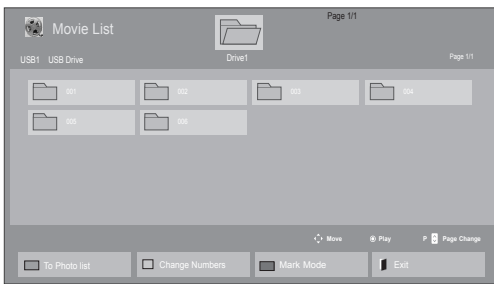 Page 1/1
Movie List
USB1 USB Drive Drive1 Page 1/1
001 002 003 004
005 006
Move Play P Page Change
To Photo list Change Numbers Mark Mode Exit